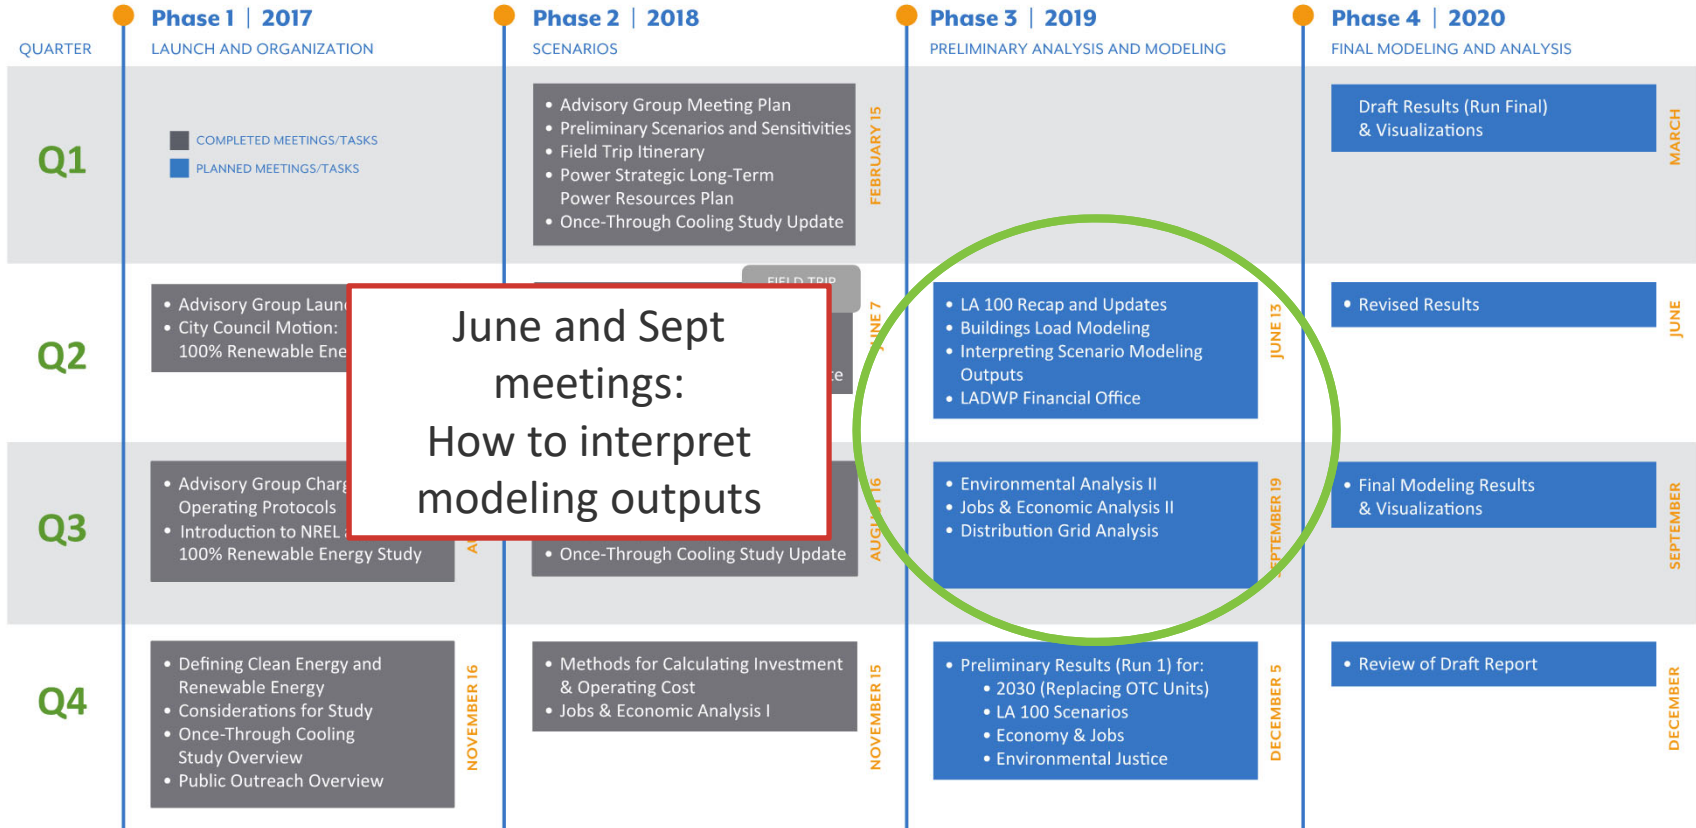 Phase 1 | 2017
Phase 2 | 2018
Phase 3 | 2019
Phase 4 | 2020
QUARTER
LAUNCH AND ORGANIZATION
SCENARIOS
PRELIMINARY ANALYSIS AND MODELING
FINAL MODELING AND ANALYSIS
Q1
COMPLETED MEETINGS/TASKS
PLANNED MEETINGS/TASKS
• Advisory Group Meeting Plan
• Preliminary Scenarios and Sensitivities
• Field Trip Itinerary
• Power Strategic Long-Term
Power Resources Plan
• Once-Through Cooling Study Update
FEBRUARY 15
Draft Results (Run Final)
& Visualizations
MARCH
Q2
• Advisory Group
• City Council Motion:
100% Renewable
FIELD TRIP
JUNE 7
• LA 100 Recap and Updates
• Buildings Load Modeling
• Interpreting Scenario Modeling
Outputs
• LADWP Financial Office
JUNE 13
• Revised Results
JUNE
June and Sept
meetings:
How to interpret
modeling outputs
Q3
• Advisory Group
Operating Protocols
• Introduction to NREL
100% Renewable Energy Study
• Once-Through Cooling Study Update
AUGUST 16
• Environmental Analysis II
• Jobs & Economic Analysis II
• Distribution Grid Analysis
SEPTEMBER 19
• Final Modeling Results
& Visualizations
SEPTEMBER
Q4
• Defining Clean Energy and
Renewable Energy
• Considerations for Study
• Once-Through Cooling
Study Overview
• Public Outreach Overview
NOVEMBER 16
• Methods for Calculating Investment
& Operating Cost
• Jobs & Economic Analysis I
NOVEMBER 15
• Preliminary Results (Run 1) for:
• 2030 (Replacing OTC Units)
• LA 100 Scenarios
• Economy & Jobs
• Environmental Justice
DECEMBER 5
• Review of Draft Report
DECEMBER